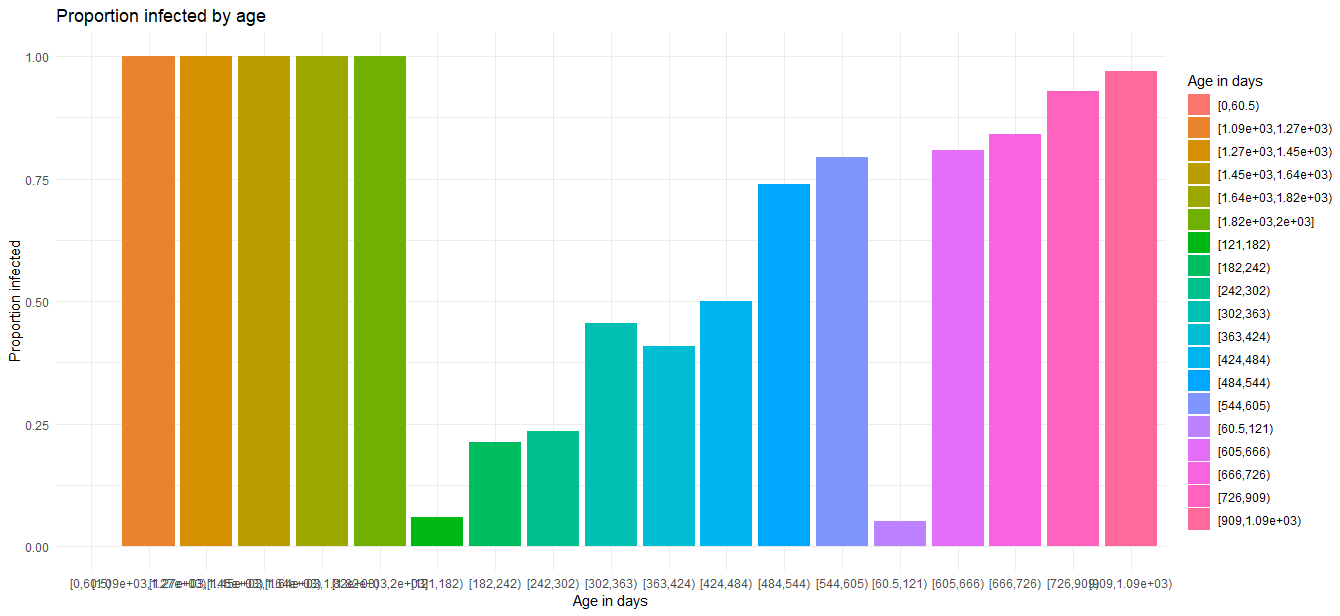 Proportion infected by age
Proportion infected
1.00
0.75
0.50
0.25
0.00
[121,182)
[182,242)
[242,302)
[302,363)
[363,424)
[424,484)
[484,544)
[544,605)
[60.5,121)
[605,666)
[666,726)
[726,909)
[909,1.09e+03)
Age in days
Age in days
[0,60.5)
[1.09e+03,1.27e+03)
[1.27e+03,1.45e+03)
[1.45e+03,1.64e+03)
[1.64e+03,1.82e+03)
[1.82e+03,2e+03]
[121,182)
[182,242)
[242,302)
[302,363)
[363,424)
[424,484)
[484,544)
[544,605)
[60.5,121)
[605,666)
[666,726)
[726,909)
[909,1.09e+03)